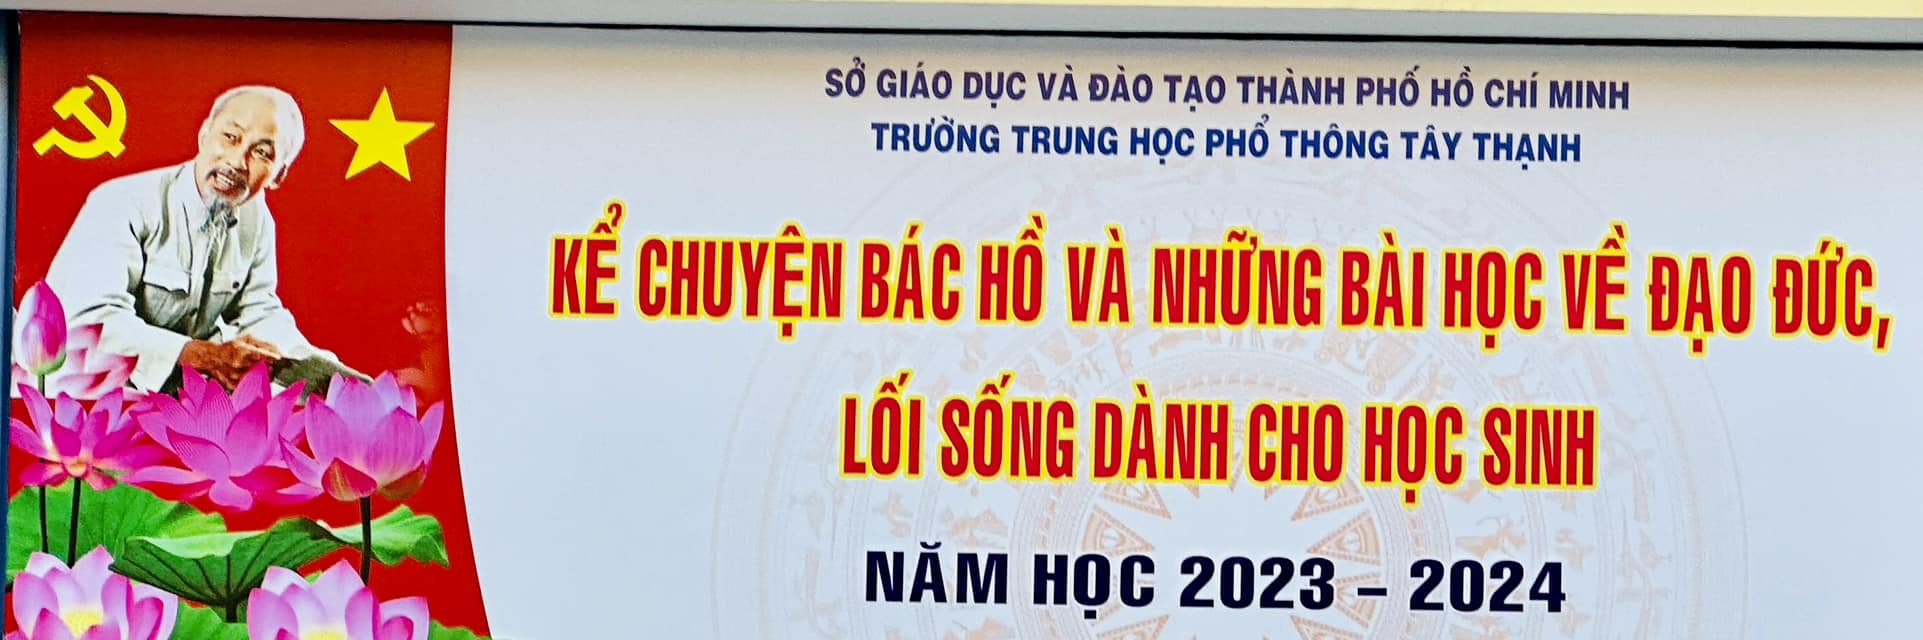 SỞ GIÁO DỤC VÀ ĐÀO TẠO THÀNH PHỐ HỒ CHÍ MINH
TRƯỜNG TRUNG HỌC PHỔ THÔNG TÂY THẠNH
KỂ CHUYỆN BÁC HỒ VÀ NHỮNG BÀI HỌC VỀ ĐẠO ĐỨC,
LỐI SỐNG DÀNH CHO HỌC SINH
NĂM HỌC 2023 - 2024